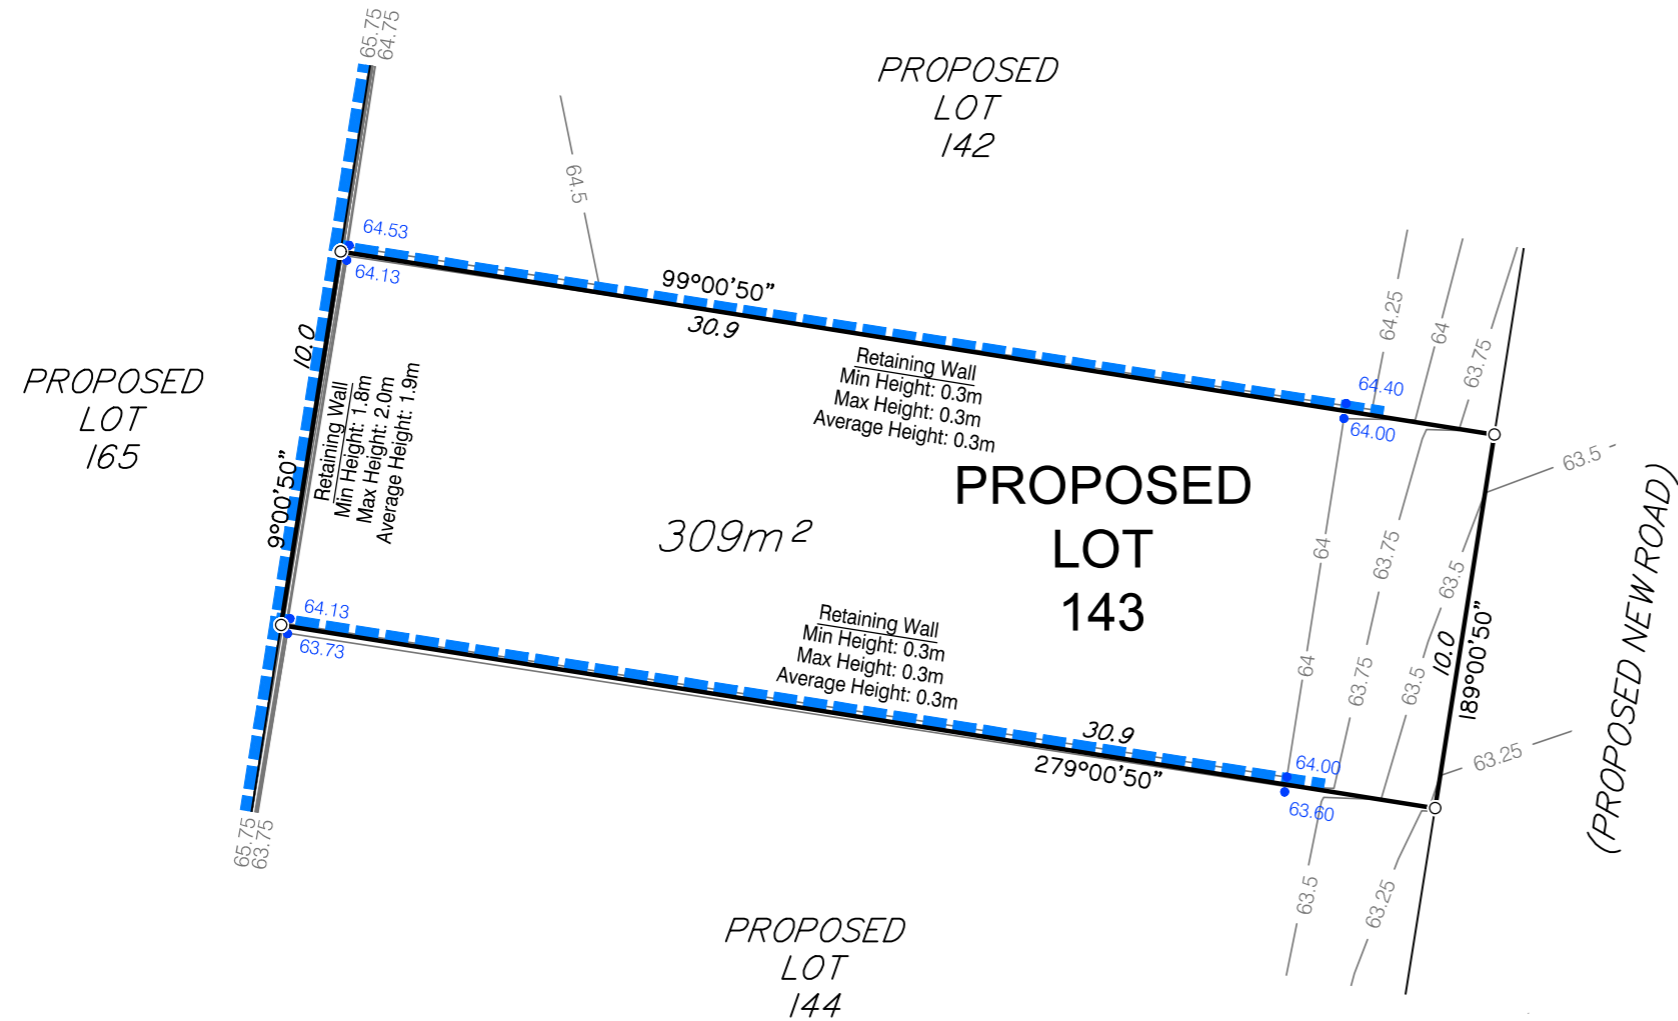 65.75
64.75
PROPOSED
LOT
142
64.5
64.53
64.13
99°00'50"
30.9
64.25
64
63.75
10.0
Retaining Wall
Min Height: 0.3m
Max Height: 0.3m
Average Height: 0.3m
64.40
64.00
PROPOSED
LOT
165
Retaining Wall
Min Height: 1.8m
Max Height: 2.0m
Average Height: 1.9m
9°00'50"
63.5
PROPOSED
LOT
143
309m²
64
63.75
63.5
(PROPOSED NEW ROAD)
64.13
63.73
Retaining Wall
Min Height: 0.3m
Max Height: 0.3m
Average Height: 0.3m
64
63.75
63.5
10.0
189°00'50"
30.9
279°00'50"
64.00
63.60
63.25
65.75
63.75
63.5
63.25
PROPOSED
LOT
144